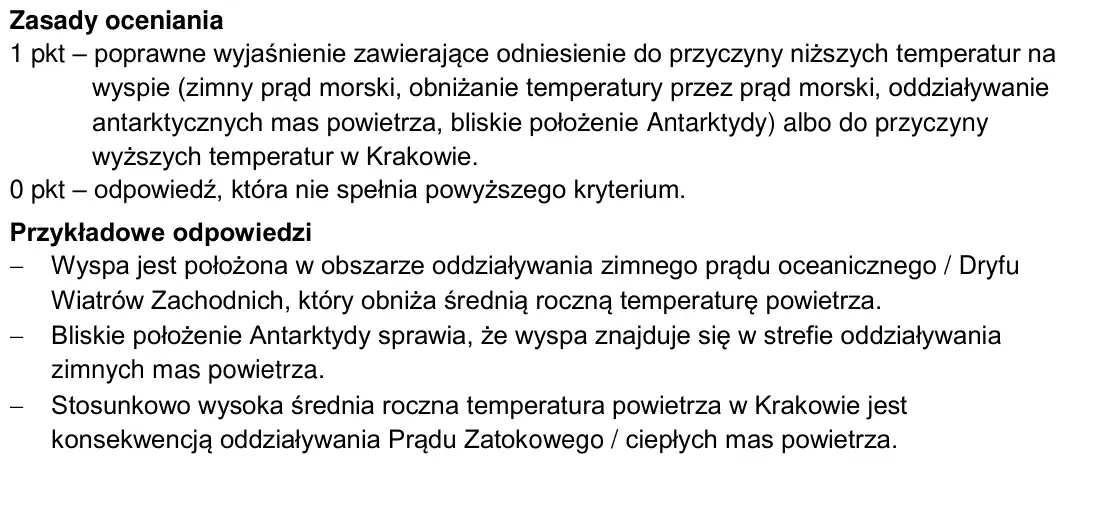 Zasady oceniania
1 pkt – poprawne wyjaśnienie zawierające odniesienie do przyczyny niższych temperatur na
wyspie (zimny prąd morski, obniżanie temperatury przez prąd morski, oddziaływanie
antarktycznych mas powietrza, bliskie położenie Antarktydy) albo do przyczyny
wyższych temperatur w Krakowie.
0 pkt – odpowiedź, która nie spełnia powyższego kryterium.
Przykładowe odpowiedzi
– Wyspa jest położona w obszarze oddziaływania zimnego prądu oceanicznego / Dryfu
Wiatrów Zachodnich, który obniża średnią roczną temperaturę powietrza.
– Bliskie położenie Antarktydy sprawia, że wyspa znajduje się w strefie oddziaływania
zimnych mas powietrza.
– Stosunkowo wysoka średnia roczna temperatura powietrza w Krakowie jest
konsekwencją oddziaływania Prądu Zatokowego / ciepłych mas powietrza.